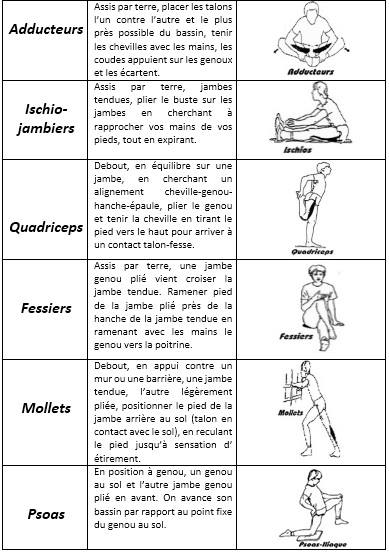 Adducteurs
Assis par terre, placer les talons
l’un contre l’autre et le plus
près possible du bassin, tenir
les chevilles avec les mains, les
coudes appuient sur les genoux
et les écartent.
Adducteurs
Ischio-
jambiers
Assis par terre, jambes
tendues, plier le buste sur les
jambes en cherchant à
rapprocher vos mains de vos
pieds, tout en expirant.
Ischios
Quadriceps
Debout, en équilibre sur une
jambe, en cherchant un
alignement cheville-genou-
hanche-épaule, plier le genou
et tenir la cheville en tirant le
pied vers le haut pour arriver à
un contact talon-fesse.
Quadriceps
Fessiers
Assis par terre, une jambe
genou plié vient croiser la
jambe tendue. Ramener pied
de la jambe plié près de la
hanche de la jambe tendue en
ramenant avec les mains le
genou vers la poitrine.
Fessiers
Mollets
Debout, en appui contre un
mur ou une barrière, une jambe
tendue, l’autre légèrement
pliée, positionner le pied de la
jambe arrière au sol (talon en
contact avec le sol), en reculant
le pied jusqu’à sensation d’
étirement.
Mollets
Psoas
En position à genou, un genou
au sol et l’autre jambe genou
plié en avant. On avance son
bassin par rapport au point fixe
du genou au sol.
Psoas-Iliaque